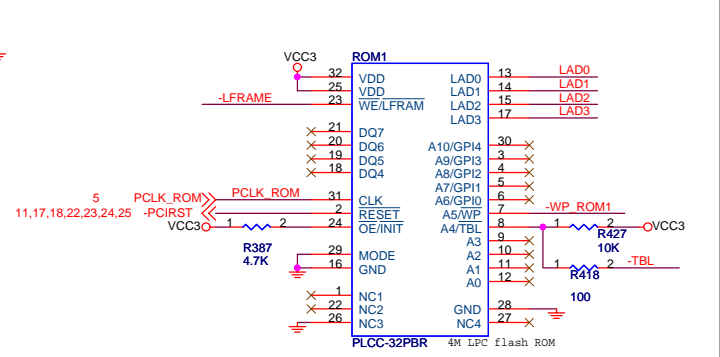 VCC3 ROM1
32 VDD LAD0 13 LAD0
25 VDD LAD1 14 LAD1
-LFRAME 23 WE/LFRAM LAD2 15 LAD2
LAD3 17 LAD3
21 DQ7
20 DQ6 A10/GPI4 30
19 DQ5 A9/GPI3 3
18 DQ4 A8/GPI2 4
A7/GPI1 5
5 PCLK_ROM PCLK_ROM 31 CLK A6/GPI0 6
11,17,18,22,23,24,25 -PCIRST 2 RESET A5/WP 7 -WP_ROM1
VCC3 1 2 24 OE/INIT A4/TBL 8 1 2 VCC3
R387 A3 9 R427
4.7K 29 MODE A2 10 10K
16 GND A1 11 1 2 -TBL
A0 12 R418
1 NC1 100
22 NC2 GND 28
26 NC3 NC4 27
PLCC-32PBR 4M LPC flash ROM